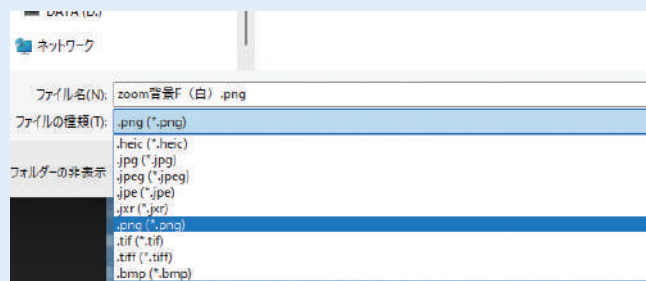 DATA (D:)
ネットワーク
ファイル名(N): zoom背景F（白）.png
ファイルの種類(T): .png (*.png)
.heic (*.heic)
.jpg (*.jpg)
.jpeg (*.jpeg)
フォルダーの非表示
.jpe (*.jpe)
.jxr (*.jxr)
.png (*.png)
.tif (*.tif)
.tiff (*.tiff)
.bmp (*.bmp)